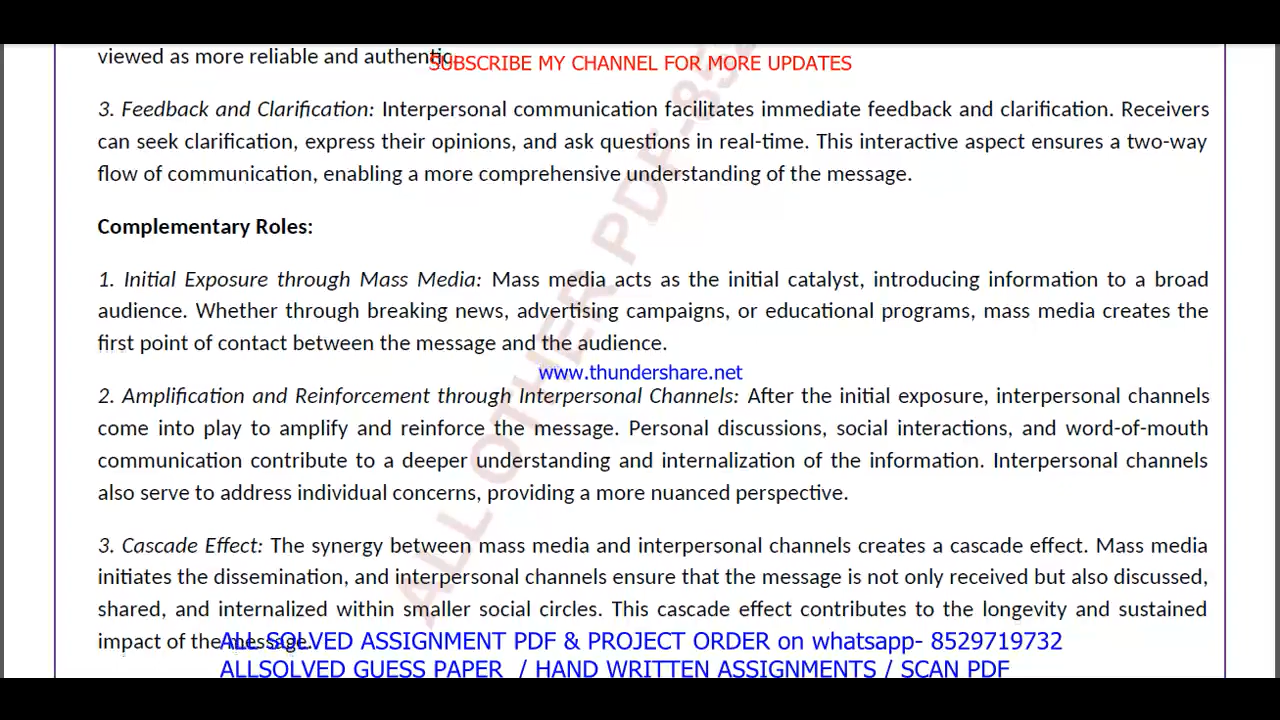 viewed as more reliable and authentic.
SUBSCRIBE MY CHANNEL FOR MORE UPDATES
3. Feedback and Clarification: Interpersonal communication facilitates immediate feedback and clarification. Receivers
can seek clarification, express their opinions, and ask questions in real-time. This interactive aspect ensures a two-way
flow of communication, enabling a more comprehensive understanding of the message.
Complementary Roles:
1. Initial Exposure through Mass Media: Mass media acts as the initial catalyst, introducing information to a broad
audience. Whether through breaking news, advertising campaigns, or educational programs, mass media creates the
first point of contact between the message and the audience.
www.thundershare.net
2. Amplification and Reinforcement through Interpersonal Channels: After the initial exposure, interpersonal channels
come into play to amplify and reinforce the message. Personal discussions, social interactions, and word-of-mouth
communication contribute to a deeper understanding and internalization of the information. Interpersonal channels
also serve to address individual concerns, providing a more nuanced perspective.
3. Cascade Effect: The synergy between mass media and interpersonal channels creates a cascade effect. Mass media
initiates the dissemination, and interpersonal channels ensure that the message is not only received but also discussed,
shared, and internalized within smaller social circles. This cascade effect contributes to the longevity and sustained
impact of the message.
ALL SOLVED ASSIGNMENT PDF & PROJECT ORDER on whatsapp- 8529719732
ALLSOLVED GUESS PAPER / HAND WRITTEN ASSIGNMENTS / SCAN PDF
ALL OTHER PDF-852